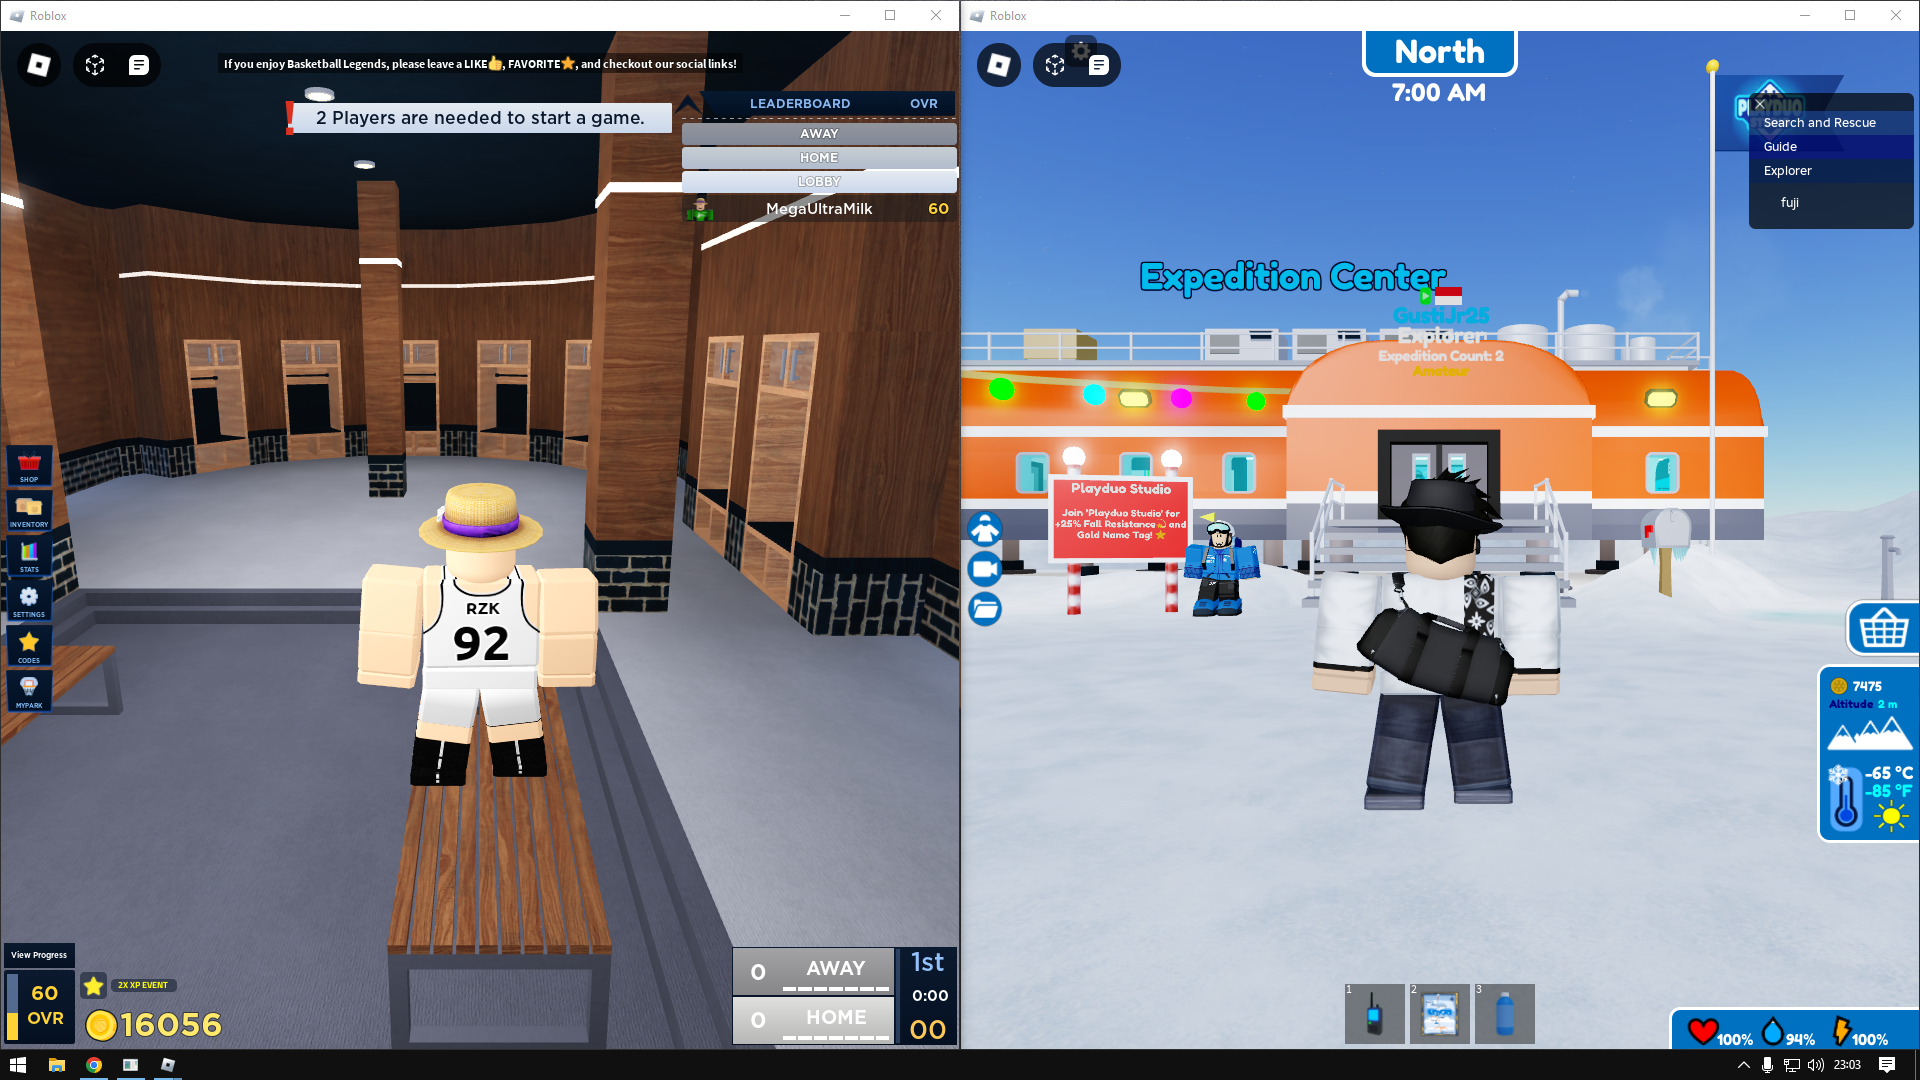 Roblox
If you enjoy Basketball Legends, please leave a LIKE👍, FAVORITE⭐, and checkout our social links!
2 Players are needed to start a game.
LEADERBOARD OVR
AWAY
HOME
LOBBY
MegaUltraMilk 60
SHOP
INVENTORY
STATS
SETTINGS
CODES
MYPARK
RZK
92
View Progress
60
OVR
2X XP EVENT
16056
0 AWAY
0 HOME
1st
0:00
00
Roblox
North
7:00 AM
PLAYDUO
Search and Rescue
Guide
Explorer
fuji
Expedition Center
GustiJr25
Explorer
Expedition Count: 2
Amateur
Playduo Studio
Join 'Playduo Studio' for
+25% Fall Resistance and
Gold Name Tag! ⭐
7475
Altitude 2 m
-65 °C
-85 °F
1
2
3
100%
94%
100%
23:03